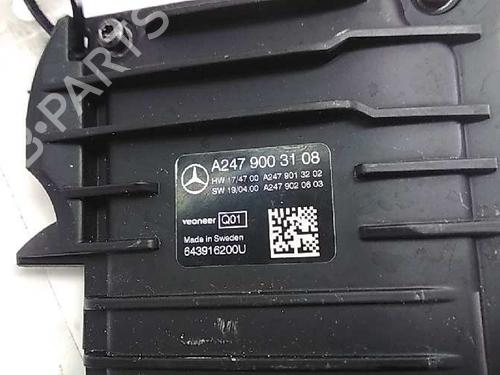 B-PARTS
A247 900 31 08
HW 17/47 00 A247 901 32 02
SW 19/04.00 A247 902 06 03
veoneer Q01
Made in Sweden
643916200U